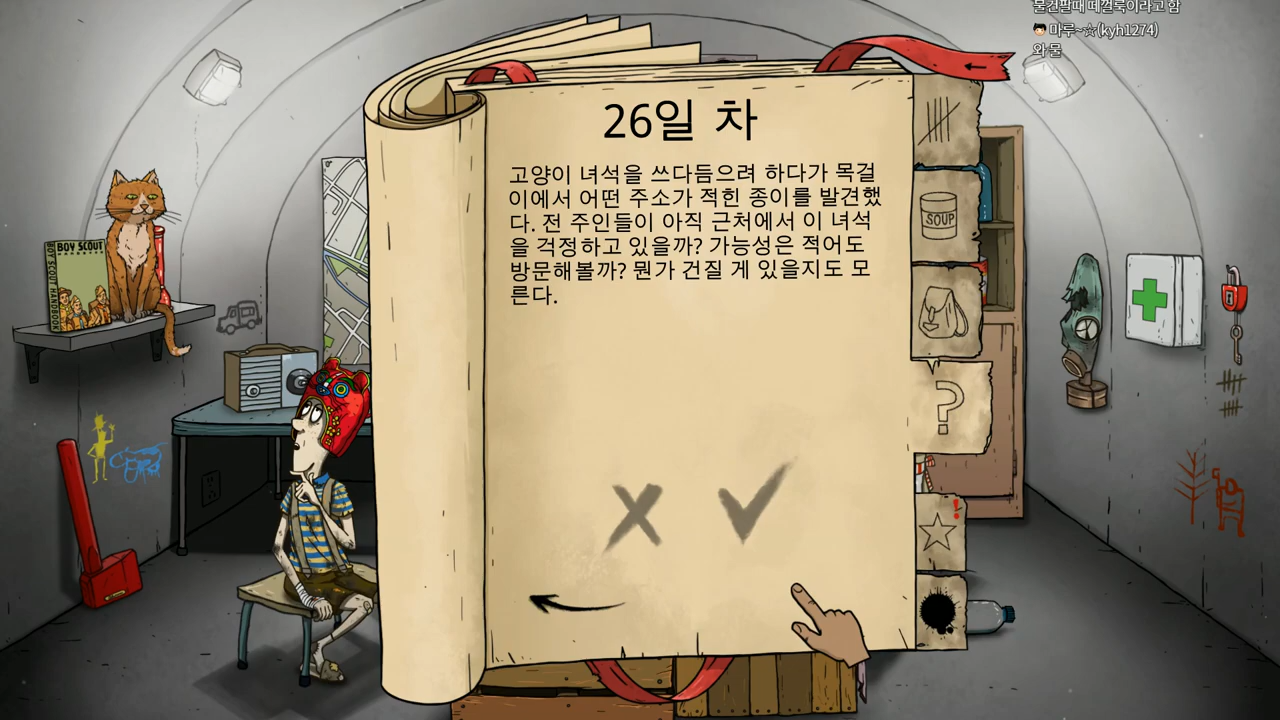 물건팔때 떼껄룩이라고 함
마루~☆(kyh1274)
와 물
26일 차
고양이 녀석을 쓰다듬으려 하다가 목걸
이에서 어떤 주소가 적힌 종이를 발견했
다. 전 주인들이 아직 근처에서 이 녀석
을 걱정하고 있을까? 가능성은 적어도
방문해볼까? 뭔가 건질 게 있을지도 모
른다.
BOY SCOUT
BOY SCOUT HANDBOOK
SOUP
?
!